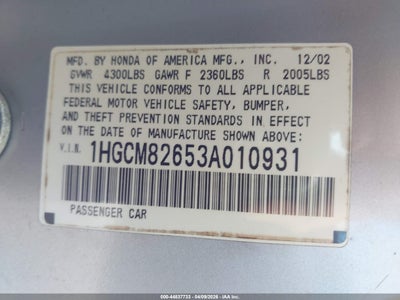 MFD. BY HONDA OF AMERICA MFG., INC. 12/02
GVWR 4300LBS GAWR F 2360LBS R 2005LBS
THIS VEHICLE CONFORMS TO ALL APPLICABLE
FEDERAL MOTOR VEHICLE SAFETY, BUMPER,
AND THEFT PREVENTION STANDARDS IN EFFECT
ON THE DATE OF MANUFACTURE SHOWN ABOVE.
V.I.N. 1HGCM82653A010931
PASSENGER CAR
000-44637733 - 04/09/2026 - IAA Inc.